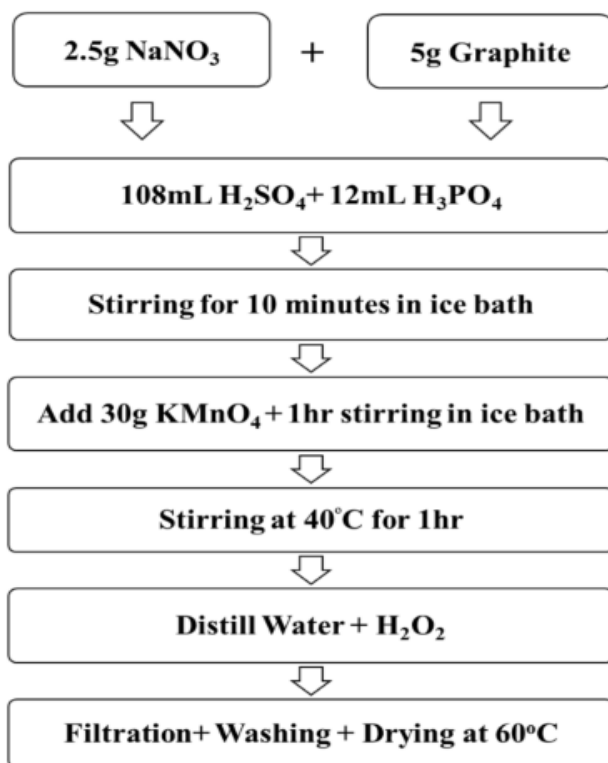 2.5g NaNO₃ + 5g Graphite
108mL H₂SO₄+ 12mL H₃PO₄
Stirring for 10 minutes in ice bath
Add 30g KMnO₄ + 1hr stirring in ice bath
Stirring at 40°C for 1hr
Distill Water + H₂O₂
Filtration+ Washing + Drying at 60°C